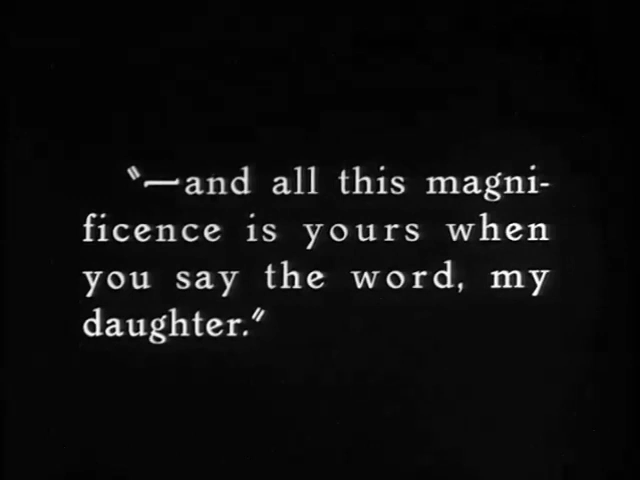 "—and all this magni-
ficence is yours when
you say the word, my
daughter."